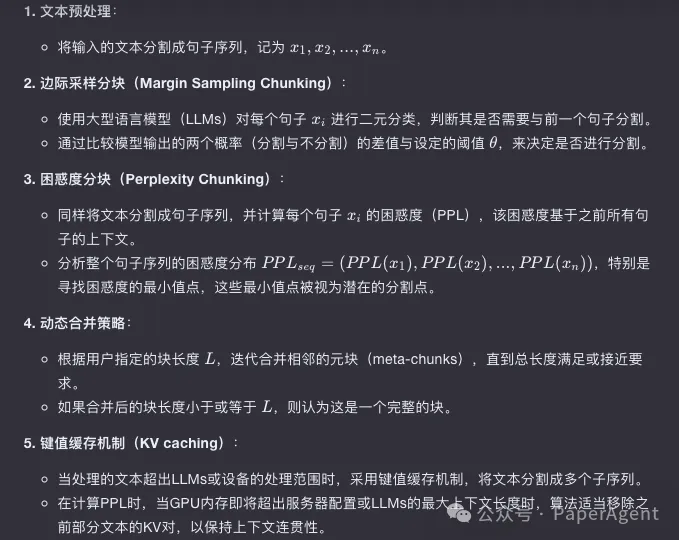 1. 文本预处理：
将输入的文本分割成句子序列，记为 x₁, x₂, ..., xₙ。
2. 边际采样分块（Margin Sampling Chunking）：
使用大型语言模型（LLMs）对每个句子 xᵢ 进行二元分类，判断其是否需要与前一个句子分割。
通过比较模型输出的两个概率（分割与不分割）的差值与设定的阈值 θ，来决定是否进行分割。
3. 困惑度分块（Perplexity Chunking）：
同样将文本分割成句子序列，并计算每个句子 xᵢ 的困惑度（PPL），该困惑度基于之前所有句
子的上下文。
分析整个句子序列的困惑度分布 PPL_seq = (PPL(x₁), PPL(x₂), ..., PPL(xₙ))，特别是
寻找困惑度的最小值点，这些最小值点被视为潜在的分割点。
4. 动态合并策略：
根据用户指定的块长度 L，迭代合并相邻的元块（meta-chunks），直到总长度满足或接近要
求。
如果合并后的块长度小于或等于 L，则认为这是一个完整的块。
5. 键值缓存机制（KV caching）：
当处理的文本超出LLMs或设备的处理范围时，采用键值缓存机制，将文本分割成多个子序列。
在计算PPL时，当GPU内存即将超出服务器配置或LLMs的最大上下文长度时，算法适当移除之
前部分文本的KV对，以保持上下文连贯性。
公众号 · PaperAgent